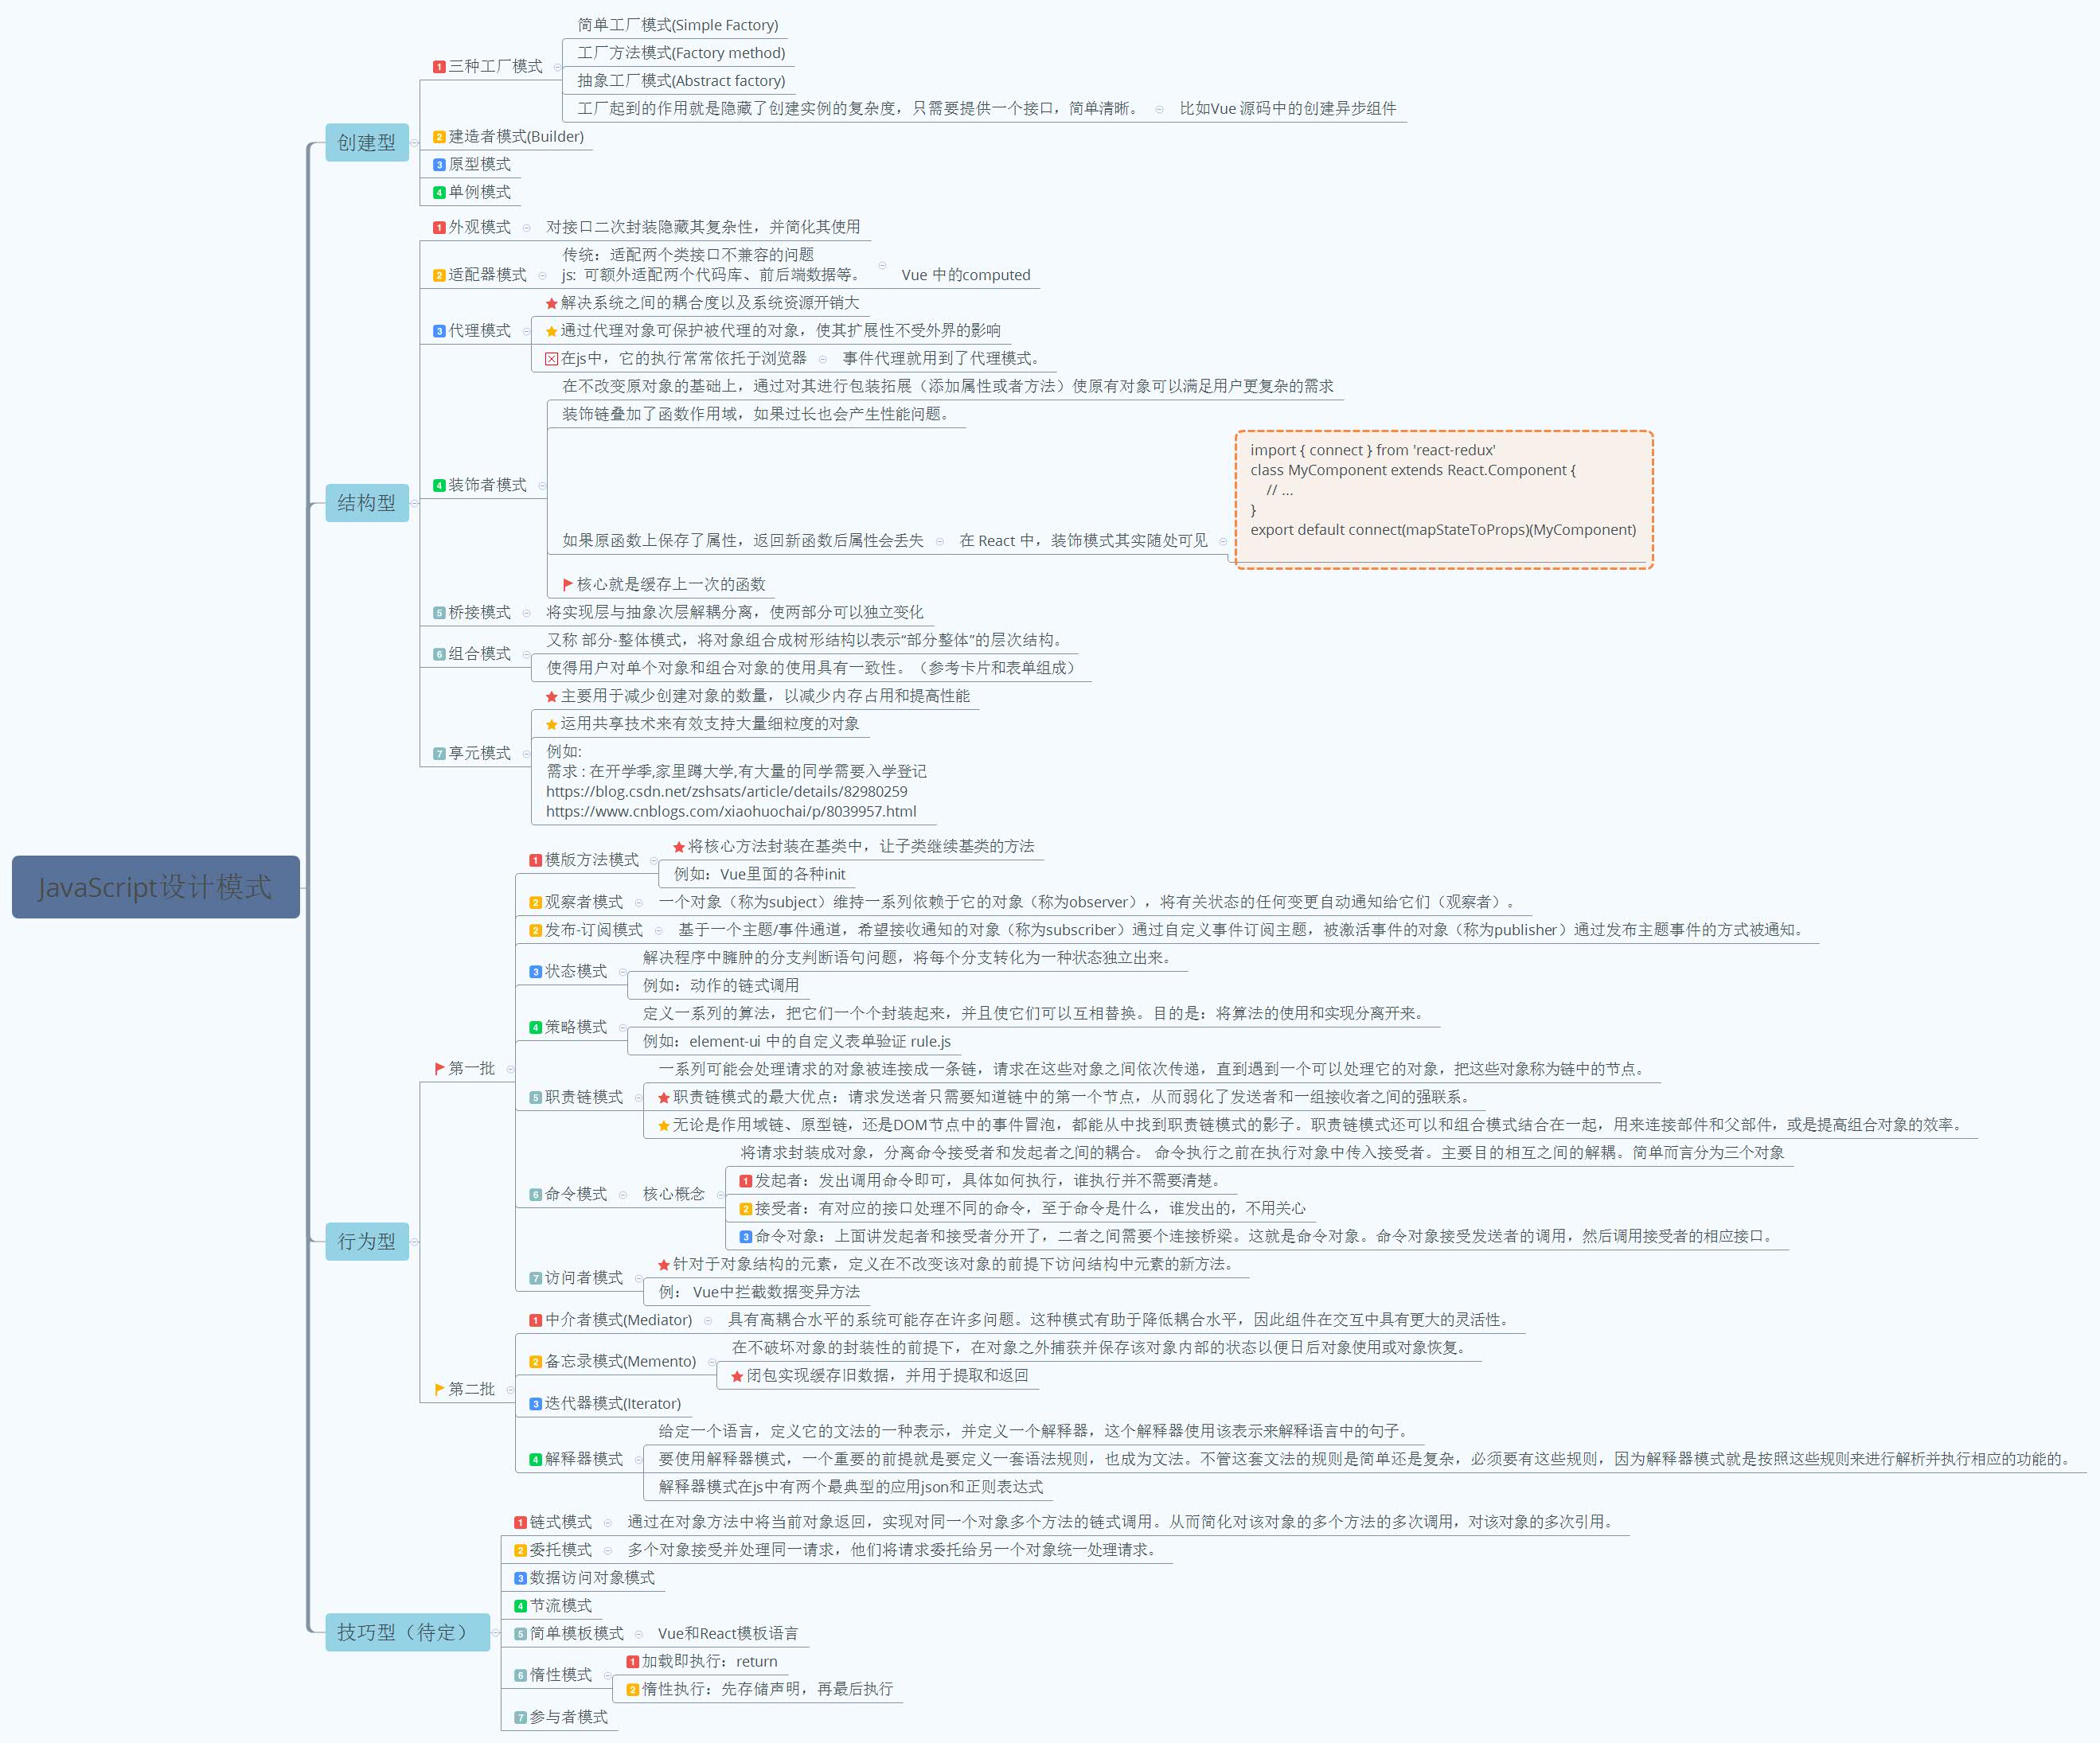 JavaScript设计模式
创建型
1 三种工厂模式
简单工厂模式(Simple Factory)
工厂方法模式(Factory method)
抽象工厂模式(Abstract factory)
工厂起到的作用就是隐藏了创建实例的复杂度，只需要提供一个接口，简单清晰。
比如Vue 源码中的创建异步组件
2 建造者模式(Builder)
3 原型模式
4 单例模式
结构型
1 外观模式
对接口二次封装隐藏其复杂性，并简化其使用
2 适配器模式
传统：适配两个类接口不兼容的问题
js: 可额外适配两个代码库、前后端数据等。
Vue 中的computed
3 代理模式
解决系统之间的耦合度以及系统资源开销大
通过代理对象可保护被代理的对象，使其扩展性不受外界的影响
在js中，它的执行常常依托于浏览器
事件代理就用到了代理模式。
4 装饰者模式
在不改变原对象的基础上，通过对其进行包装拓展（添加属性或者方法）使原有对象可以满足用户更复杂的需求
装饰链叠加了函数作用域，如果过长也会产生性能问题。
如果原函数上保存了属性，返回新函数后属性会丢失
在 React 中，装饰模式其实随处可见
import { connect } from 'react-redux'
class MyComponent extends React.Component {
// ...
}
export default connect(mapStateToProps)(MyComponent)
核心就是缓存上一次的函数
5 桥接模式
将实现层与抽象次层解耦分离，使两部分可以独立变化
6 组合模式
又称 部分-整体模式，将对象组合成树形结构以表示“部分整体”的层次结构。
使得用户对单个对象和组合对象的使用具有一致性。（参考卡片和表单组成）
7 享元模式
主要用于减少创建对象的数量，以减少内存占用和提高性能
运用共享技术来有效支持大量细粒度的对象
例如:
需求 : 在开学季,家里蹲大学,有大量的同学需要入学登记
https://blog.csdn.net/zshsats/article/details/82980259
https://www.cnblogs.com/xiaohuochai/p/8039957.html
行为型
第一批
1 模版方法模式
将核心方法封装在基类中，让子类继续基类的方法
例如：Vue里面的各种init
2 观察者模式
一个对象（称为subject）维持一系列依赖于它的对象（称为observer），将有关状态的任何变更自动通知给它们（观察者）。
2 发布-订阅模式
基于一个主题/事件通道，希望接收通知的对象（称为subscriber）通过自定义事件订阅主题，被激活事件的对象（称为publisher）通过发布主题事件的方式被通知。
3 状态模式
解决程序中臃肿的分支判断语句问题，将每个分支转化为一种状态独立出来。
例如：动作的链式调用
4 策略模式
定义一系列的算法，把它们一个个封装起来，并且使它们可以互相替换。目的是：将算法的使用和实现分离开来。
例如：element-ui 中的自定义表单验证 rule.js
5 职责链模式
一系列可能会处理请求的对象被连接成一条链，请求在这些对象之间依次传递，直到遇到一个可以处理它的对象，把这些对象称为链中的节点。
职责链模式的最大优点：请求发送者只需要知道链中的第一个节点，从而弱化了发送者和一组接收者之间的强联系。
无论是作用域链、原型链，还是DOM节点中的事件冒泡，都能从中找到职责链模式的影子。职责链模式还可以和组合模式结合在一起，用来连接部件和父部件，或是提高组合对象的效率。
6 命令模式
核心概念
将请求封装成对象，分离命令接受者和发起者之间的耦合。 命令执行之前在执行对象中传入接受者。主要目的相互之间的解耦。简单而言分为三个对象
1 发起者：发出调用命令即可，具体如何执行，谁执行并不需要清楚。
2 接受者：有对应的接口处理不同的命令，至于命令是什么，谁发出的，不用关心
3 命令对象：上面讲发起者和接受者分开了，二者之间需要个连接桥梁。这就是命令对象。命令对象接受发送者的调用，然后调用接受者的相应接口。
7 访问者模式
针对于对象结构的元素，定义在不改变该对象的前提下访问结构中元素的新方法。
例： Vue中拦截数据变异方法
第二批
1 中介者模式(Mediator)
具有高耦合水平的系统可能存在许多问题。这种模式有助于降低耦合水平，因此组件在交互中具有更大的灵活性。
2 备忘录模式(Memento)
在不破坏对象的封装性的前提下，在对象之外捕获并保存该对象内部的状态以便日后对象使用或对象恢复。
闭包实现缓存旧数据，并用于提取和返回
3 迭代器模式(Iterator)
4 解释器模式
给定一个语言，定义它的文法的一种表示，并定义一个解释器，这个解释器使用该表示来解释语言中的句子。
要使用解释器模式，一个重要的前提就是要定义一套语法规则，也成为文法。不管这套文法的规则是简单还是复杂，必须要有这些规则，因为解释器模式就是按照这些规则来进行解析并执行相应的功能的。
解释器模式在js中有两个最典型的应用json和正则表达式
技巧型（待定）
1 链式模式
通过在对象方法中将当前对象返回，实现对同一个对象多个方法的链式调用。从而简化对该对象的多个方法的多次调用，对该对象的多次引用。
2 委托模式
多个对象接受并处理同一请求，他们将请求委托给另一个对象统一处理请求。
3 数据访问对象模式
4 节流模式
5 简单模板模式
Vue和React模板语言
6 惰性模式
1 加载即执行：return
2 惰性执行：先存储声明，再最后执行
7 参与者模式